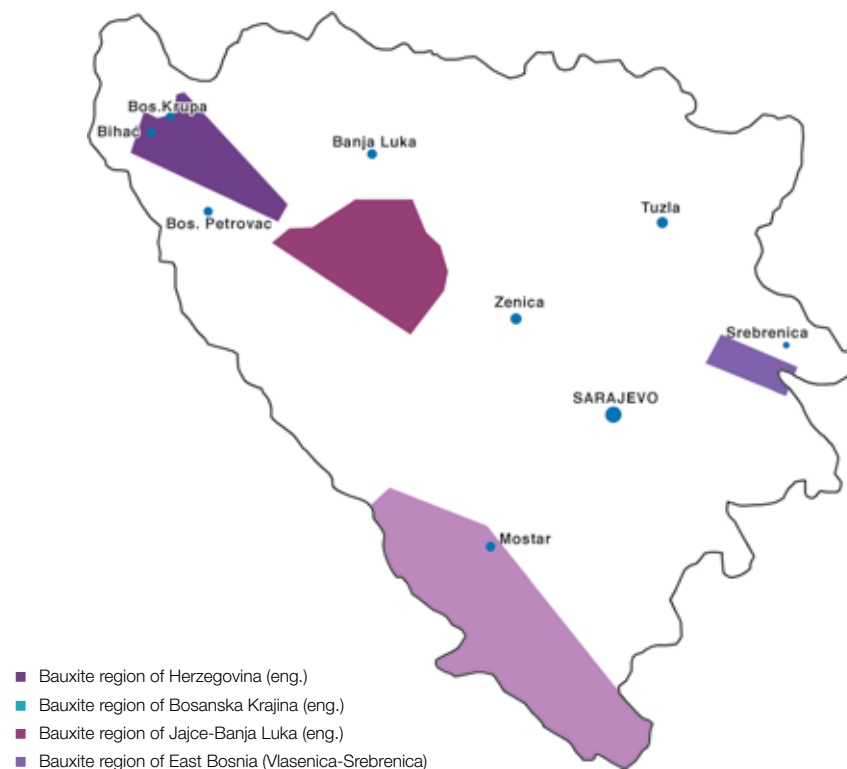 Bos.Krupa
Bihać
Banja Luka
Bos. Petrovac
Tuzla
Zenica
Srebrenica
SARAJEVO
Mostar
Bauxite region of Herzegovina (eng.)
Bauxite region of Bosanska Krajina (eng.)
Bauxite region of Jajce-Banja Luka (eng.)
Bauxite region of East Bosnia (Vlasenica-Srebrenica)